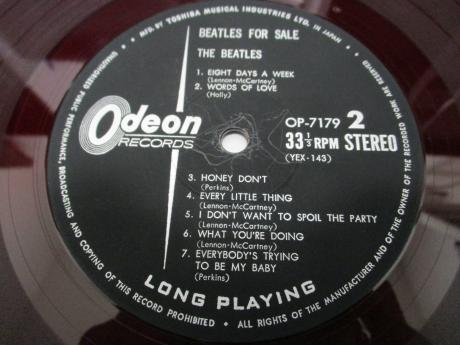 MFD. BY TOSHIBA MUSICAL INDUSTRIES LTD. IN JAPAN • ALL RIGHTS OF THE MANUFACTURER AND OF THE OWNER OF THE RECORDED WORK ARE RESERVED
UNAUTHORISED PUBLIC PERFORMANCE, BROADCASTING AND COPYING OF THIS RECORD PROHIBITED •
BEATLES FOR SALE
THE BEATLES
1. EIGHT DAYS A WEEK
(Lennon-McCartney)
2. WORDS OF LOVE
(Holly)
Odeon
RECORDS
OP-7179 2
33 1/3 RPM STEREO
(YEX-143)
3. HONEY DON'T
(Perkins)
4. EVERY LITTLE THING
(Lennon-McCartney)
5. I DON'T WANT TO SPOIL THE PARTY
(Lennon-McCartney)
6. WHAT YOU'RE DOING
(Lennon-McCartney)
7. EVERYBODY'S TRYING
TO BE MY BABY
(Perkins)
LONG PLAYING